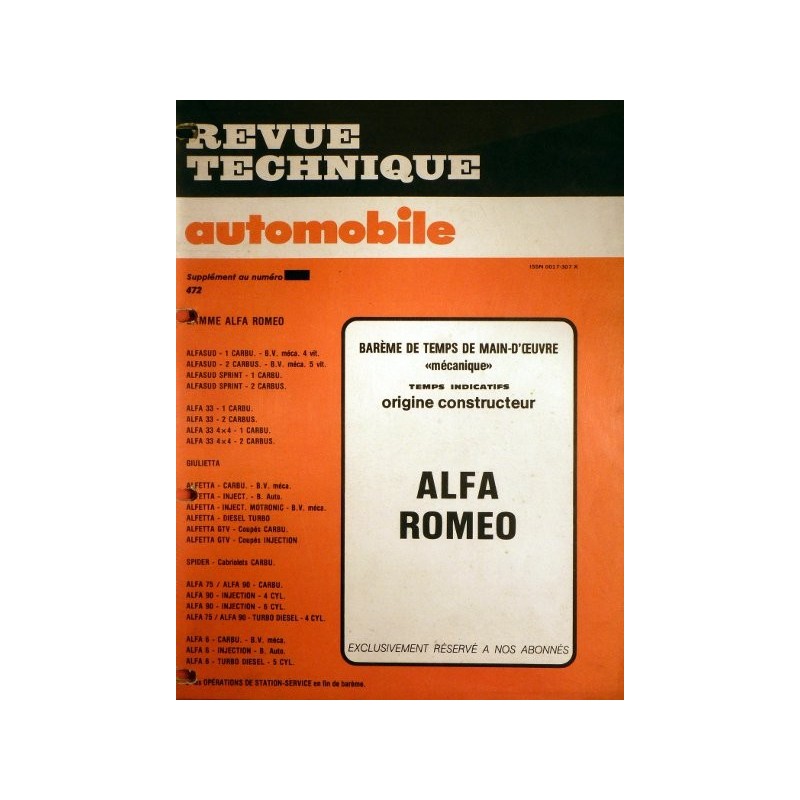 REVUE
TECHNIQUE
automobile
ISSN 0017-307 X
Supplément au numéro
472
GAMME ALFA ROMEO
ALFASUD - 1 CARBU. - B.V. méca. 4 vit.
ALFASUD - 2 CARBUS. - B.V. méca. 5 vit.
ALFASUD SPRINT - 1 CARBU.
ALFASUD SPRINT - 2 CARBUS.
ALFA 33 - 1 CARBU.
ALFA 33 - 2 CARBUS.
ALFA 33 4×4 - 1 CARBU.
ALFA 33 4×4 - 2 CARBUS.
GIULIETTA
ALFETTA - CARBU. - B.V. méca.
ALFETTA - INJECT. - B. Auto.
ALFETTA - INJECT. MOTRONIC - B.V. méca.
ALFETTA - DIESEL TURBO
ALFETTA GTV - Coupés CARBU.
ALFETTA GTV - Coupés INJECTION
SPIDER - Cabriolets CARBU.
ALFA 75 / ALFA 90 - CARBU.
ALFA 90 - INJECTION - 4 CYL.
ALFA 90 - INJECTION - 6 CYL.
ALFA 75 / ALFA 90 - TURBO DIESEL - 4 CYL.
ALFA 6 - CARBU. - B.V. méca.
ALFA 6 - INJECTION - B. Auto.
ALFA 6 - TURBO DIESEL - 5 CYL.
OPÉRATIONS DE STATION-SERVICE en fin de barème.
BARÈME DE TEMPS DE MAIN-D'ŒUVRE
«mécanique»
TEMPS INDICATIFS
origine constructeur
ALFA
ROMEO
EXCLUSIVEMENT RÉSERVÉ A NOS ABONNÉS